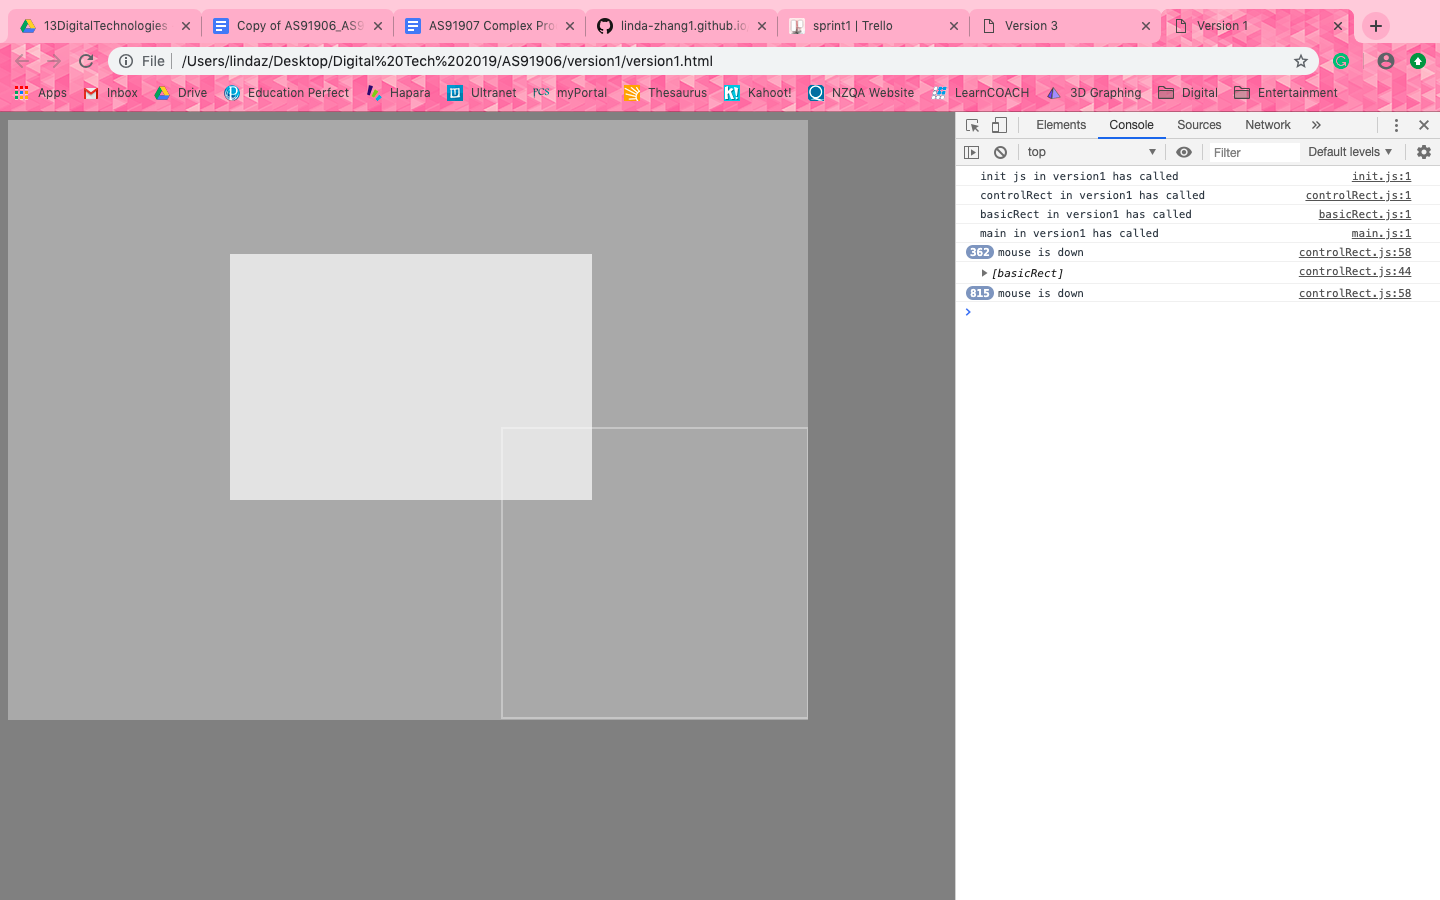 13DigitalTechnologies Copy of AS91906_AS9 AS91907 Complex Pro linda-zhang1.github.io, sprint1 | Trello Version 3 Version 1
File /Users/lindaz/Desktop/Digital%20Tech%202019/AS91906/version1/version1.html
Apps Inbox Drive Education Perfect Hapara Ultranet PCS myPortal Thesaurus K! Kahoot! NZQA Website LearnCOACH 3D Graphing Digital Entertainment
Elements Console Sources Network »
top Filter Default levels
init js in version1 has called init.js:1
controlRect in version1 has called controlRect.js:1
basicRect in version1 has called basicRect.js:1
main in version1 has called main.js:1
362 mouse is down controlRect.js:58
[basicRect] controlRect.js:44
815 mouse is down controlRect.js:58